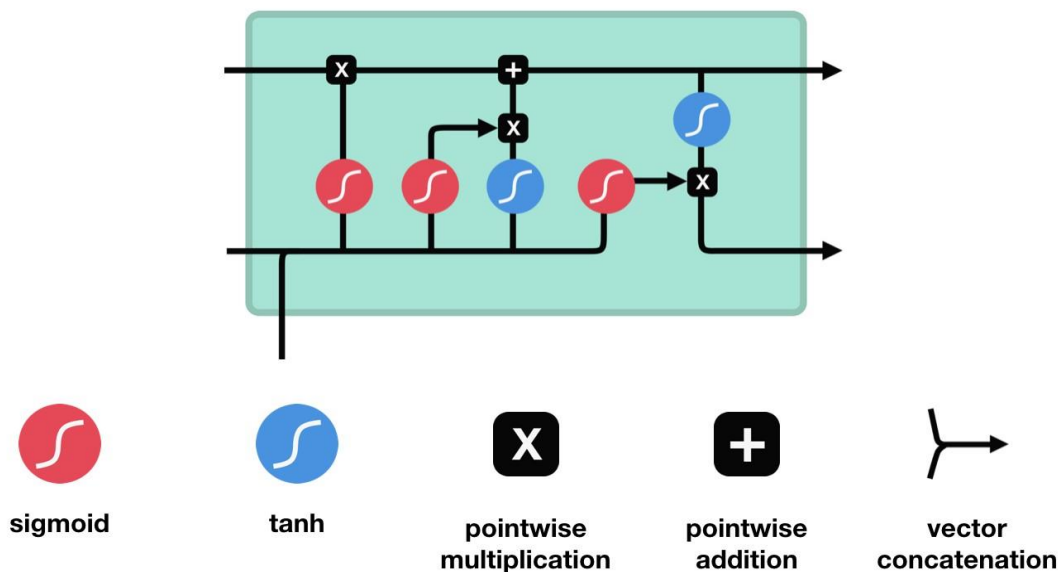 X
+
X
X
X
+
sigmoid
tanh
pointwise
multiplication
pointwise
addition
vector
concatenation